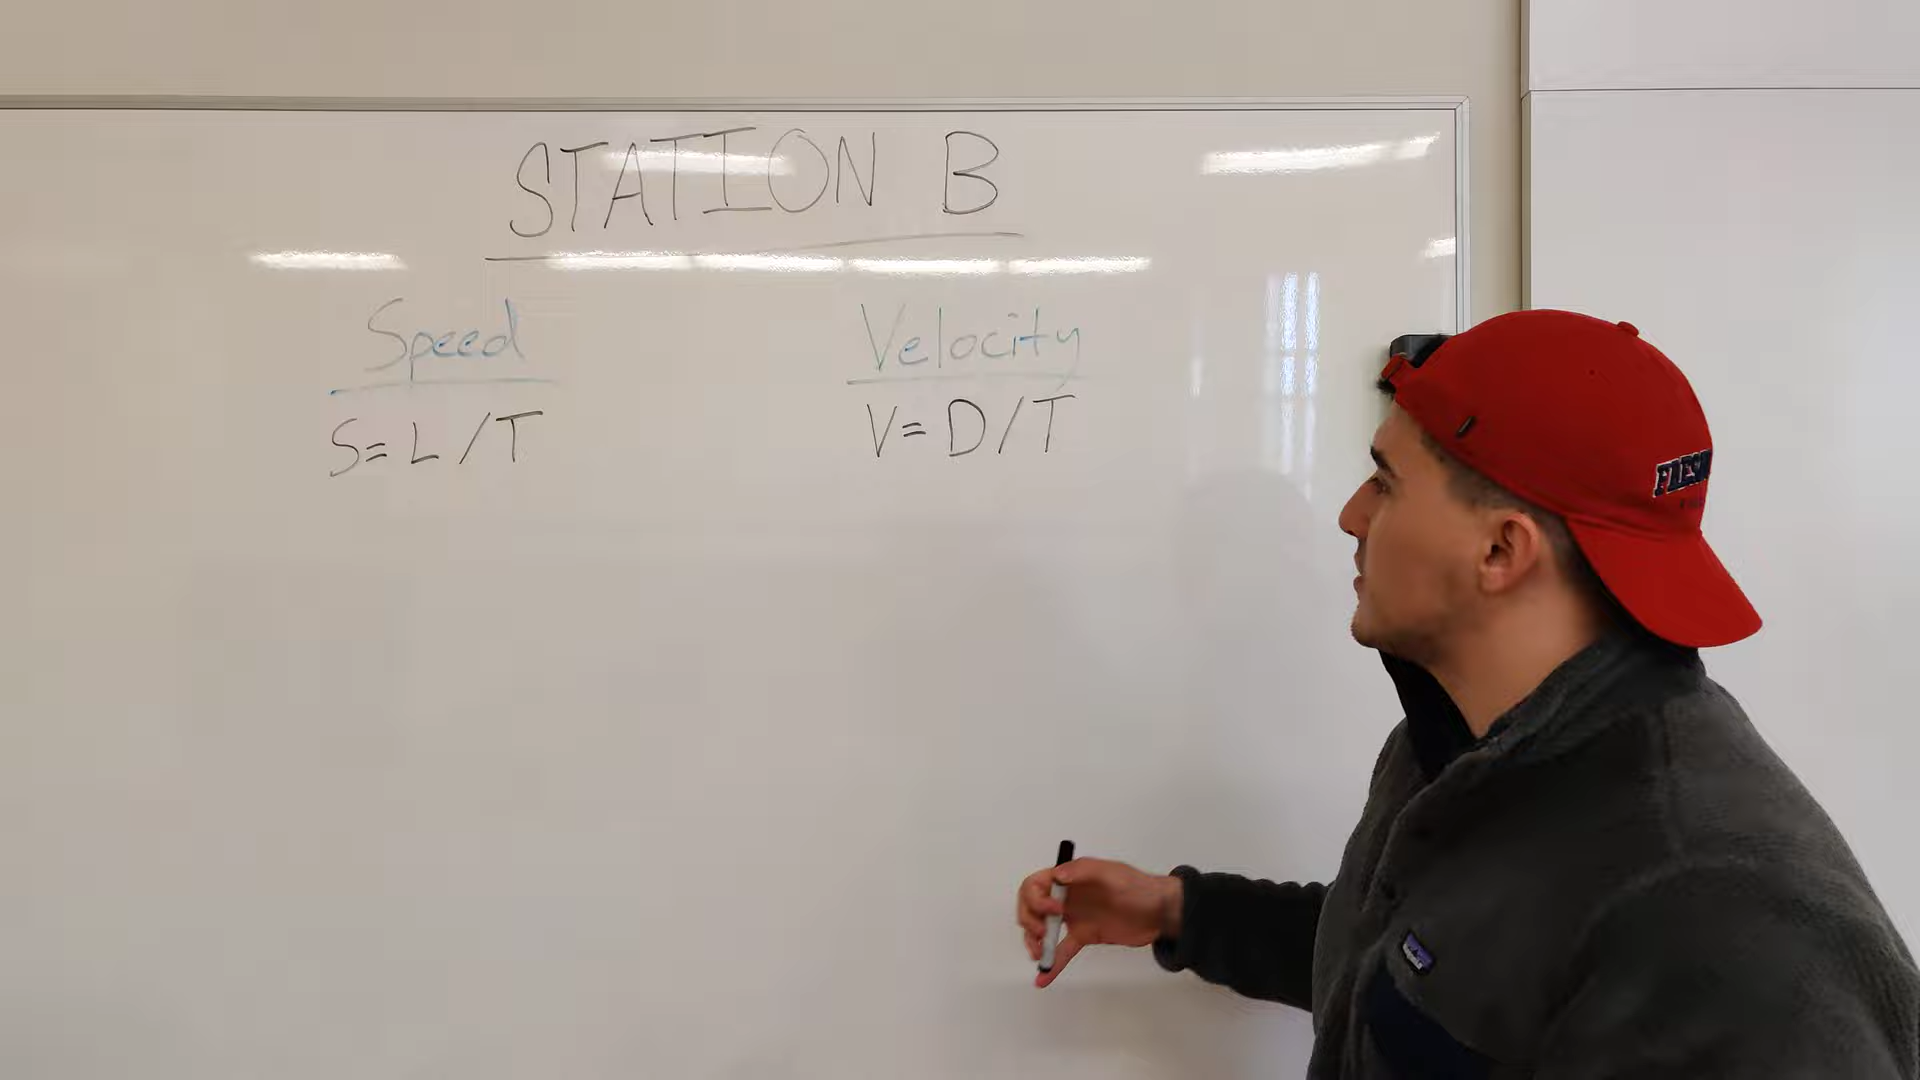 STATION B
Speed
S=L/T
Velocity
V=D/T